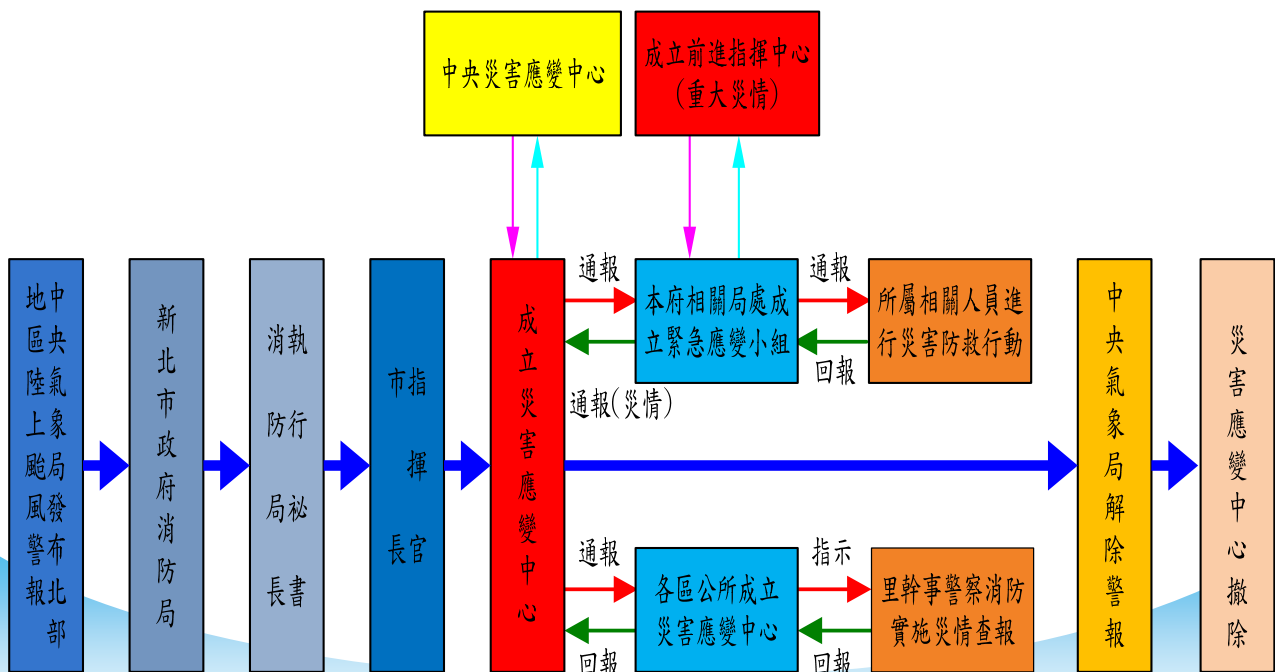 中央災害應變中心
成立前進指揮中心
(重大災情)
中央氣象局發布北部
地區陸上颱風警報
新北市政府消防局
執行秘書
消防局長
指揮官
市長
成立災害應變中心
通報
本府相關局處成
立緊急應變小組
通報
所屬相關人員進
行災害防救行動
回報
通報(災情)
通報
各區公所成立
災害應變中心
回報
指示
里幹事警察消防
實施災情查報
回報
中央氣象局解除警報
災害應變中心撤除